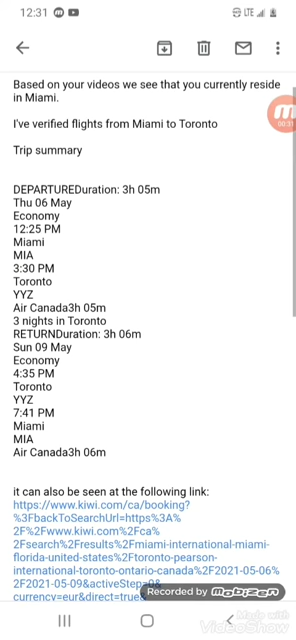 12:31
LTE
Based on your videos we see that you currently reside
in Miami.
I've verified flights from Miami to Toronto
00:31
Trip summary
DEPARTUREDuration: 3h 05m
Thu 06 May
Economy
12:25 PM
Miami
MIA
3:30 PM
Toronto
YYZ
Air Canada3h 05m
3 nights in Toronto
RETURNDuration: 3h 06m
Sun 09 May
Economy
4:35 PM
Toronto
YYZ
7:41 PM
Miami
MIA
Air Canada3h 06m
it can also be seen at the following link:
https://www.kiwi.com/ca/booking?
%3FbackToSearchUrl=https%3A%
2F%2Fwww.kiwi.com%2Fca%
2Fsearch%2Fresults%2Fmiami-international-miami-
florida-united-states%2Ftoronto-pearson-
international-toronto-ontario-canada%2F2021-05-06%
2F2021-05-09&activeStep=0&
currency=eur&direct=true&
Recorded by mobizen
Made with
VideoShow